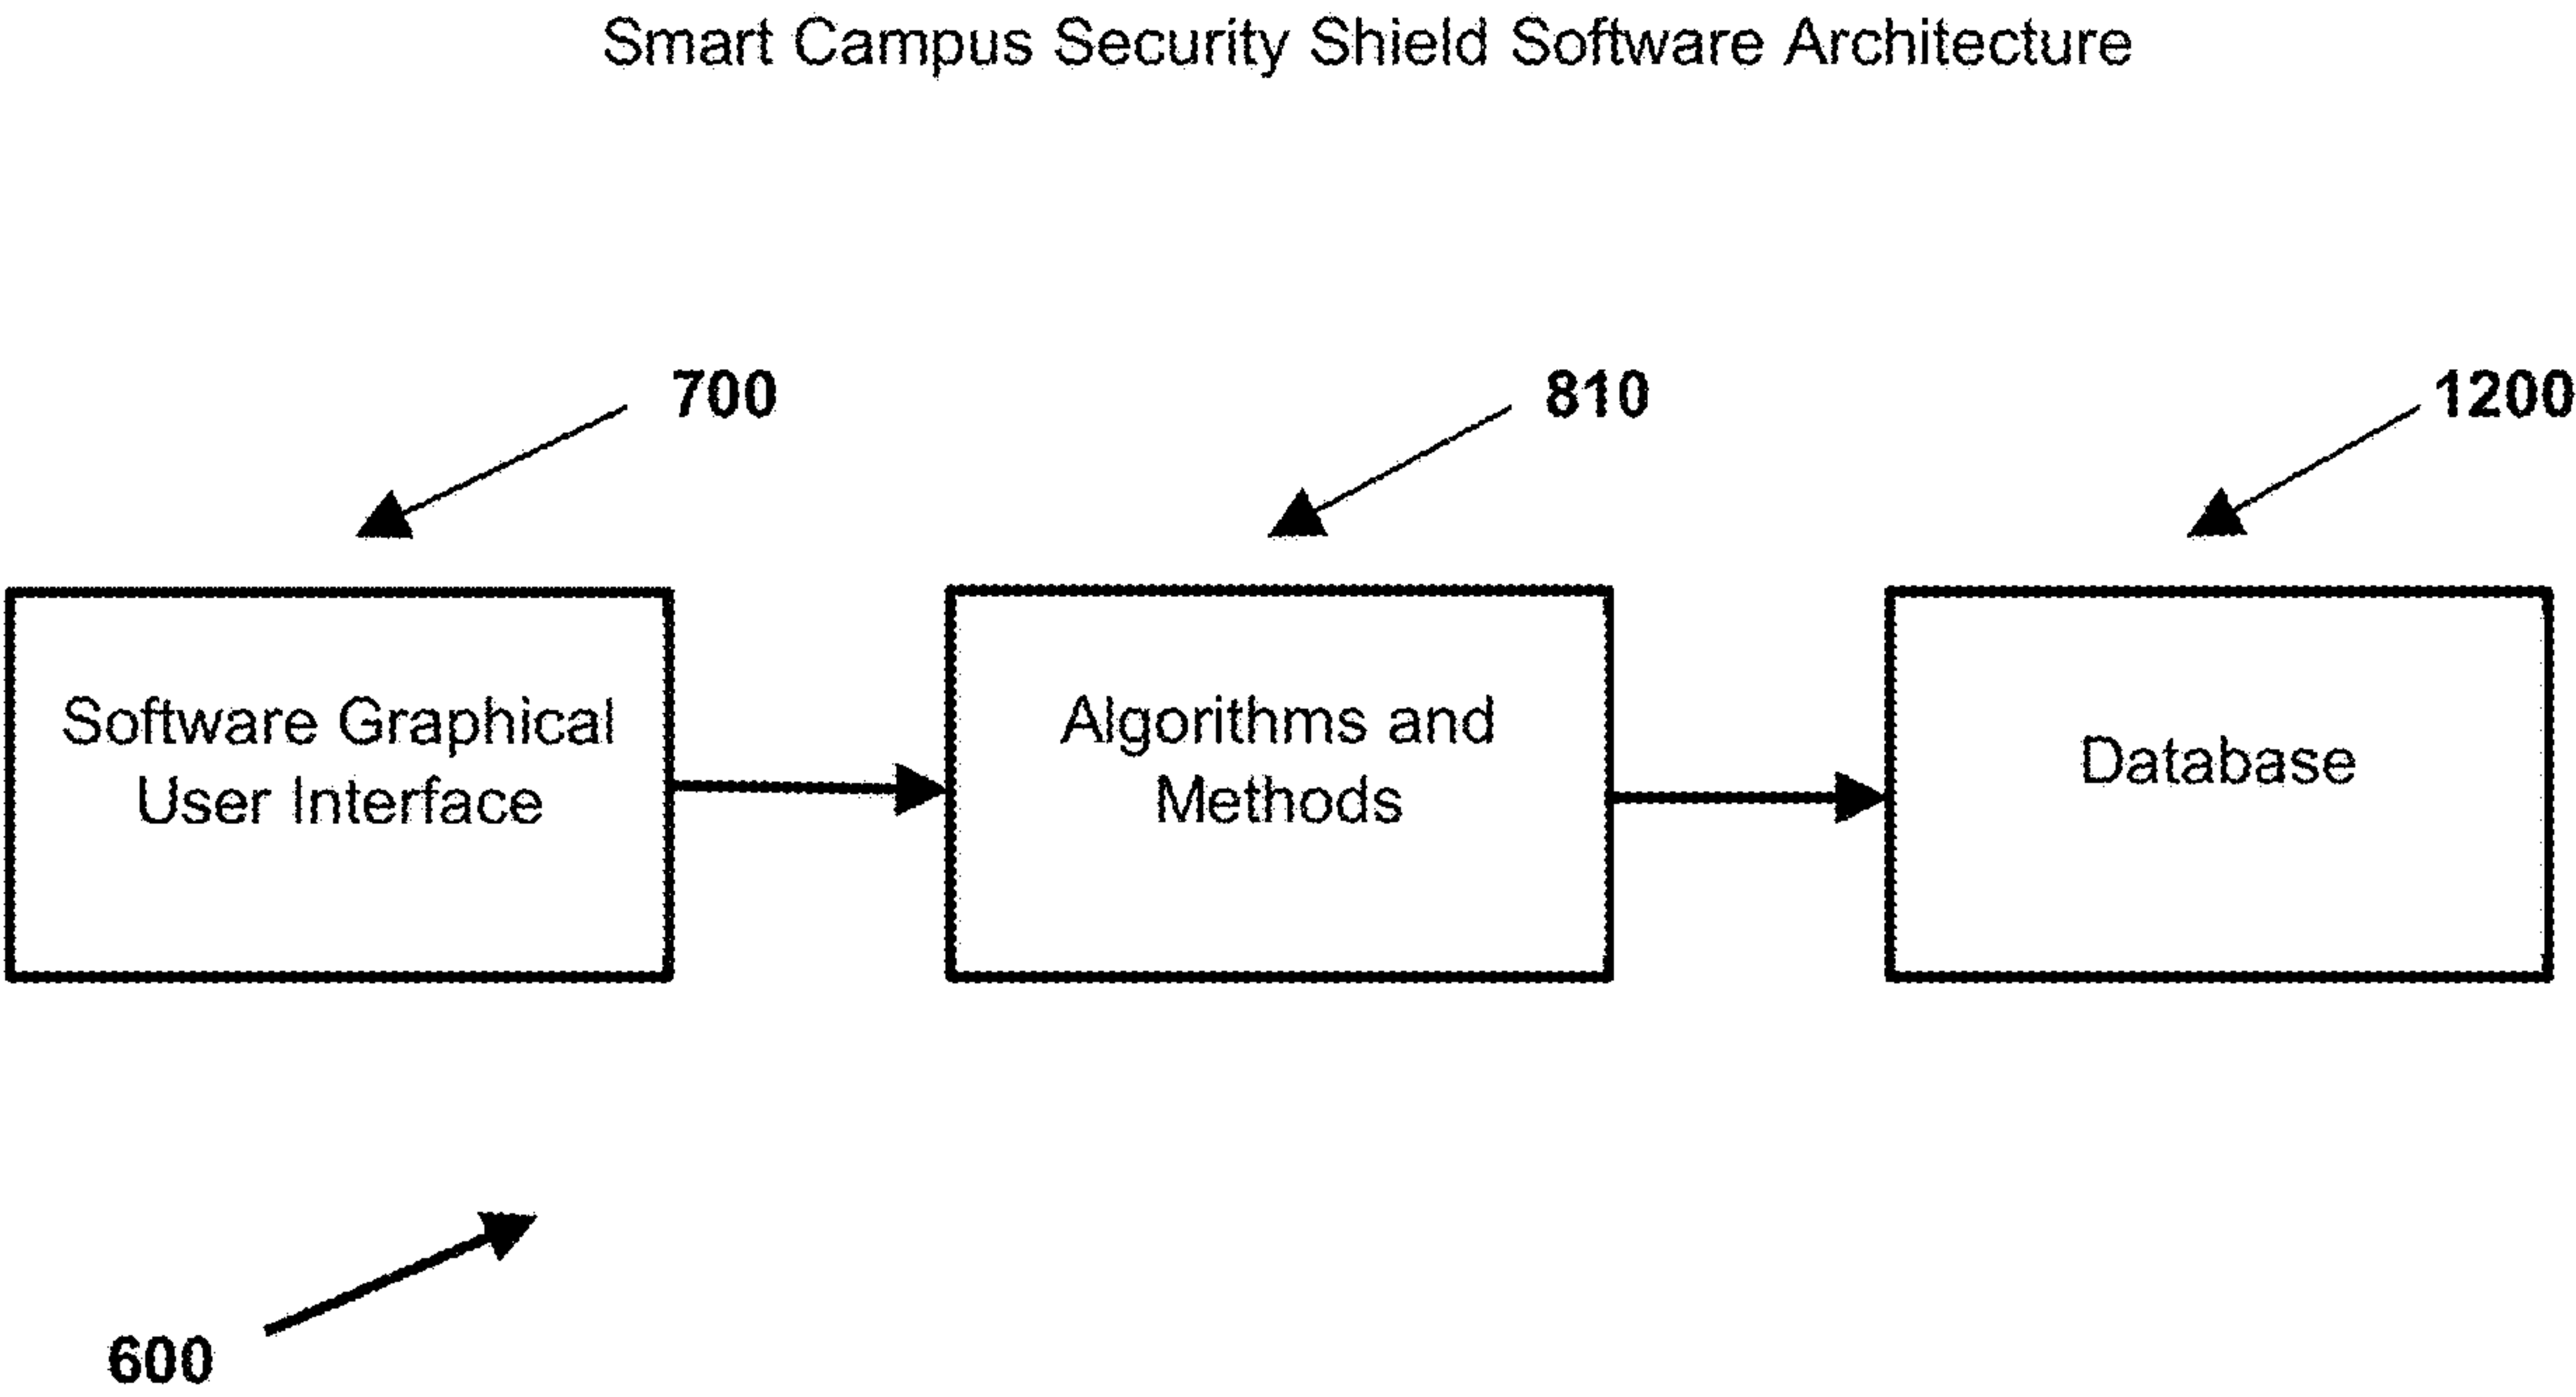 Smart Campus Security Shield Software Architecture
700
810
1200
Software Graphical
User Interface
Algorithms and
Methods
Database
600